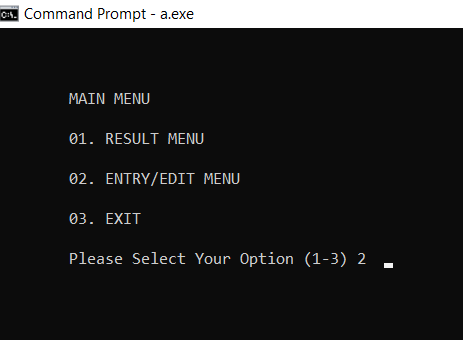 Command Prompt - a.exe
MAIN MENU
01. RESULT MENU
02. ENTRY/EDIT MENU
03. EXIT
Please Select Your Option (1-3) 2